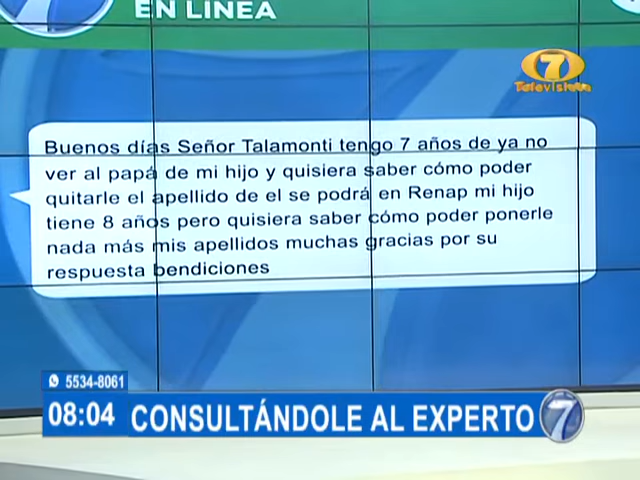 EN LÍNEA
7
Televisiete
Buenos días Señor Talamonti tengo 7 años de ya no
ver al papá de mi hijo y quisiera saber cómo poder
quitarle el apellido de el se podrá en Renap mi hijo
tiene 8 años pero quisiera saber cómo poder ponerle
nada más mis apellidos muchas gracias por su
respuesta bendiciones
5534-8061
08:04 CONSULTÁNDOLE AL EXPERTO 7